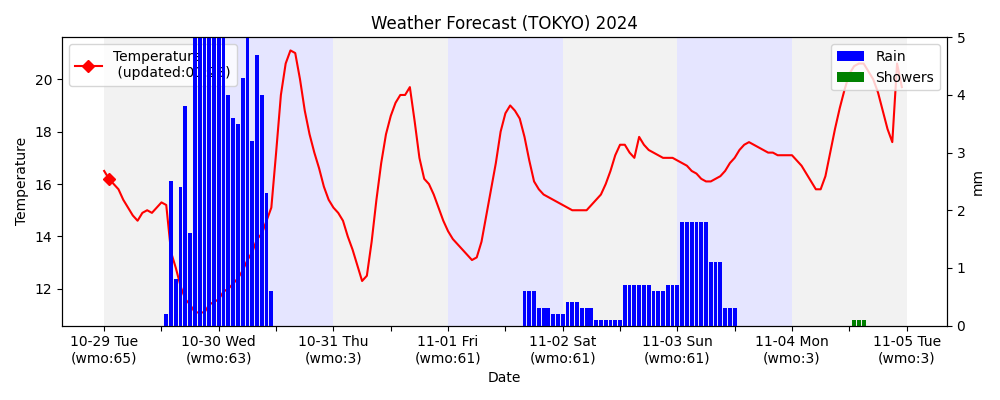 Weather Forecast (TOKYO) 2024
Temperature
Rain
Showers
20
18
16
14
12
Temperature
5
4
3
2
1
0
mm
10-29 Tue
(wmo:65)
10-30 Wed
(wmo:63)
10-31 Thu
(wmo:3)
11-01 Fri
(wmo:61)
11-02 Sat
(wmo:61)
11-03 Sun
(wmo:61)
11-04 Mon
(wmo:3)
11-05 Tue
(wmo:3)
Date